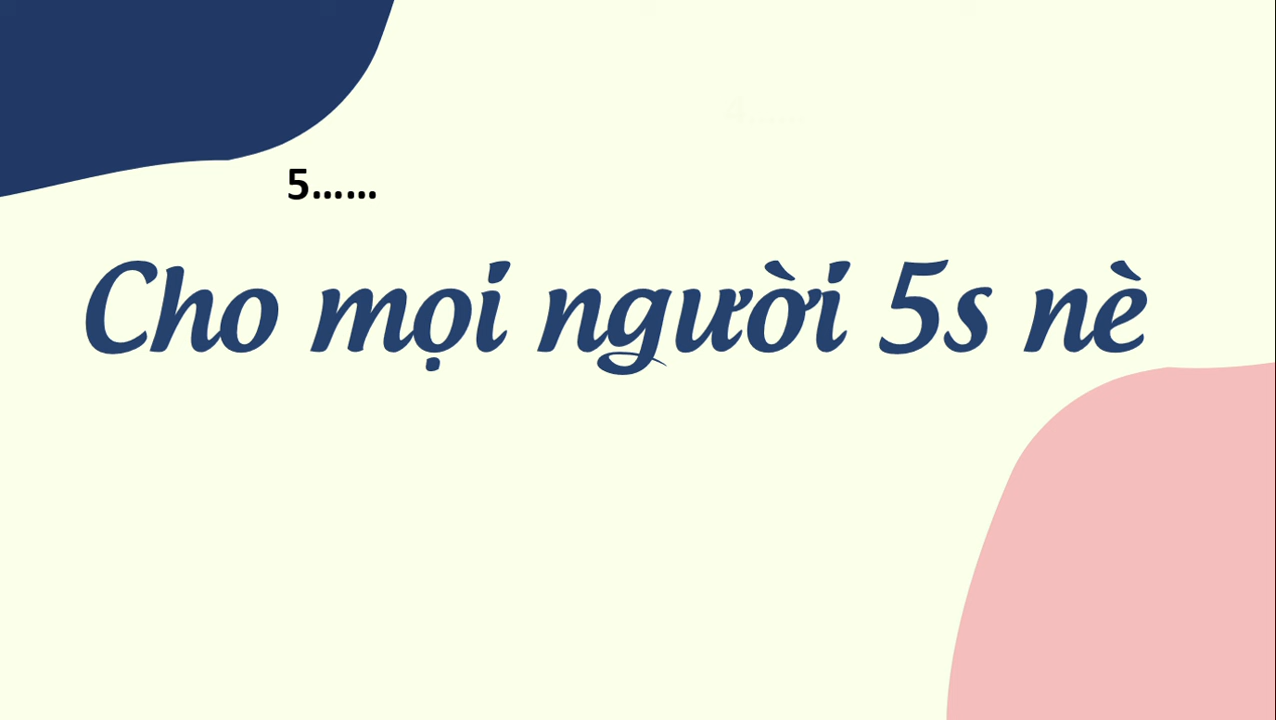 5......
Cho mọi người 5s nè